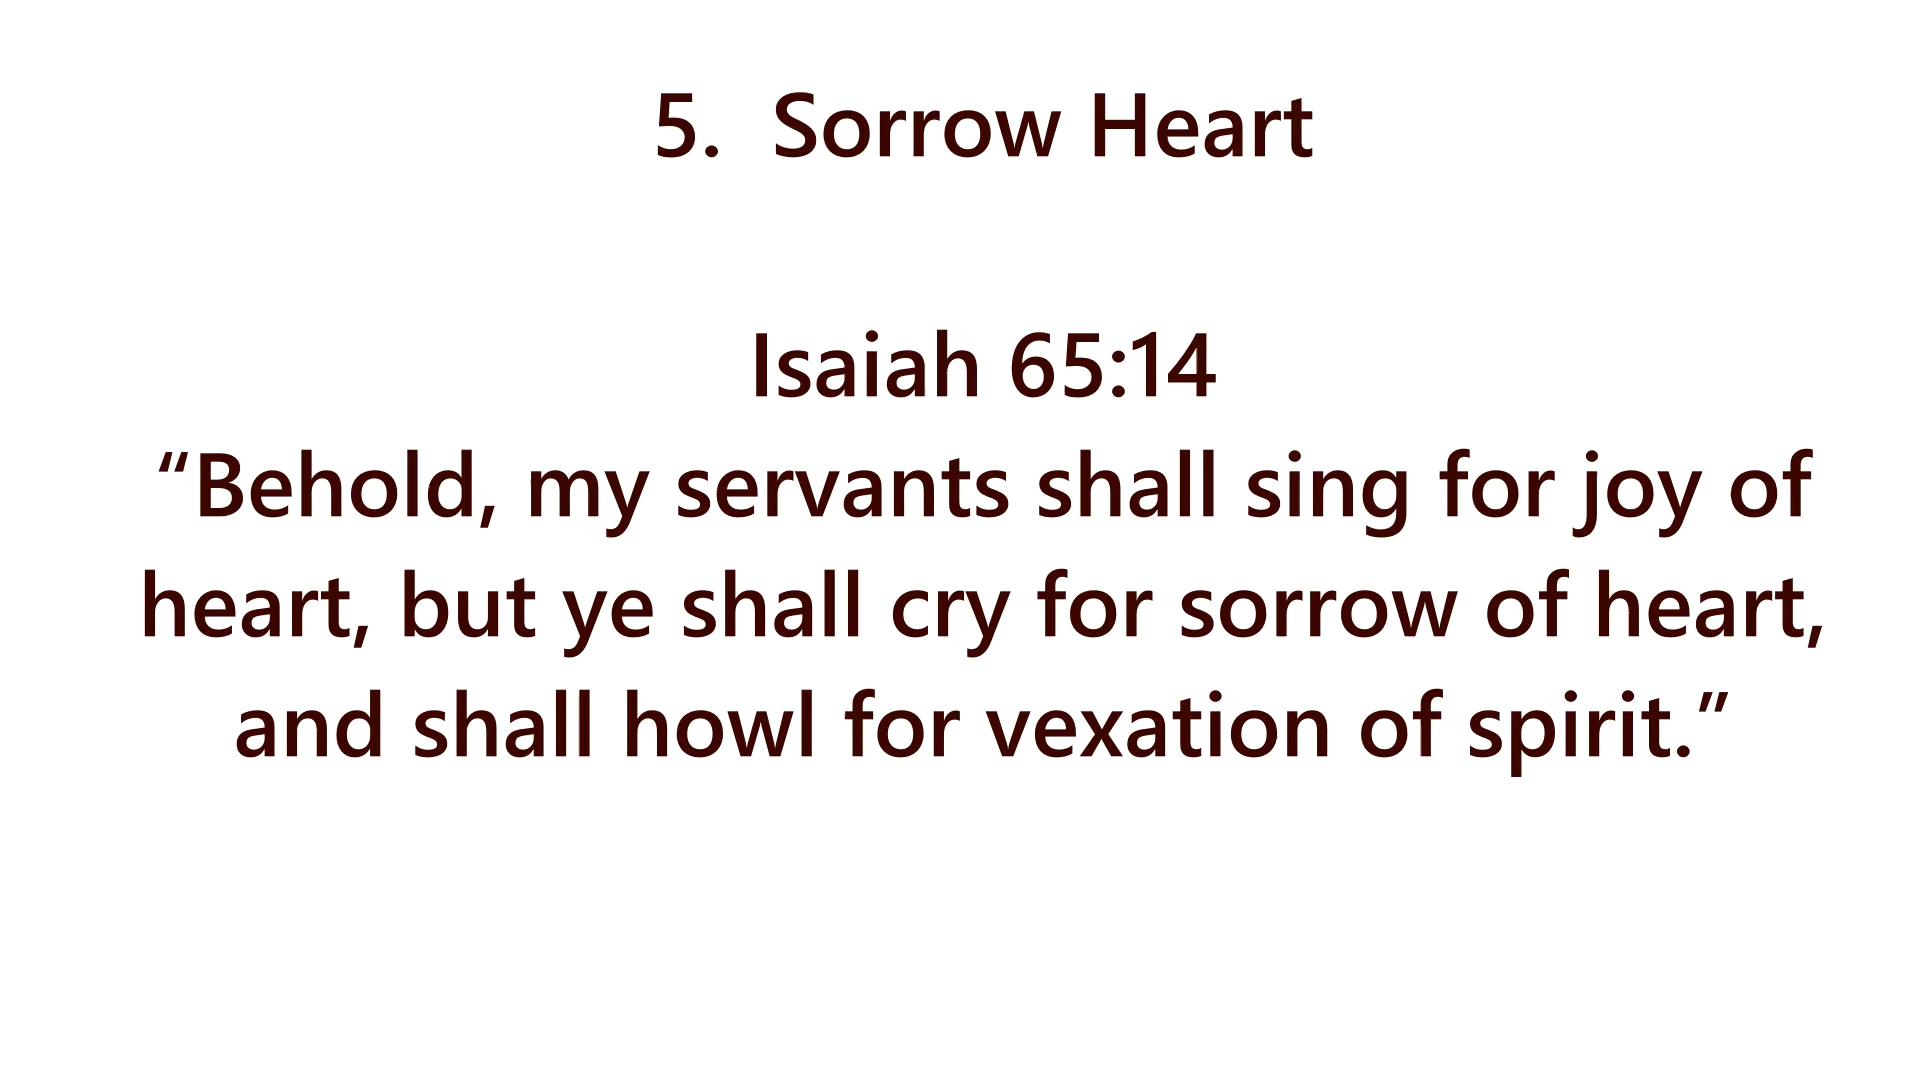 5.  Sorrow Heart
Isaiah 65:14
“Behold, my servants shall sing for joy of
heart, but ye shall cry for sorrow of heart,
and shall howl for vexation of spirit.”